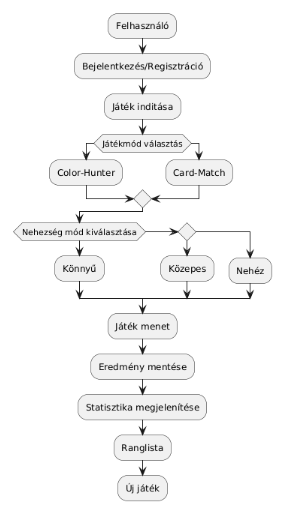 Felhasználó
Bejelentkezés/Regisztráció
Játék indítása
Játékmód választás
Color-Hunter
Card-Match
Nehezség mód kiválasztása
Könnyű
Közepes
Nehéz
Játék menet
Eredmény mentése
Statisztika megjelenítése
Ranglista
Új játék